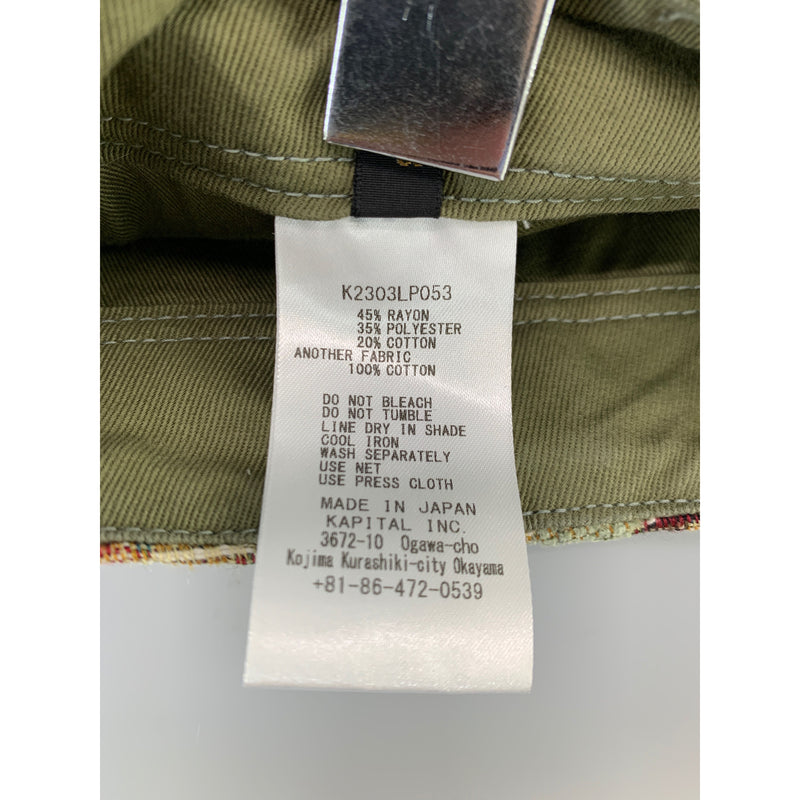 K2303LP053
45% RAYON
35% POLYESTER
20% COTTON
ANOTHER FABRIC
100% COTTON
DO NOT BLEACH
DO NOT TUMBLE
LINE DRY IN SHADE
COOL IRON
WASH SEPARATELY
USE NET
USE PRESS CLOTH
MADE IN JAPAN
KAPITAL INC.
3672-10 Ogawa-cho
Kojima Kurashiki-city Okayama
+81-86-472-0539